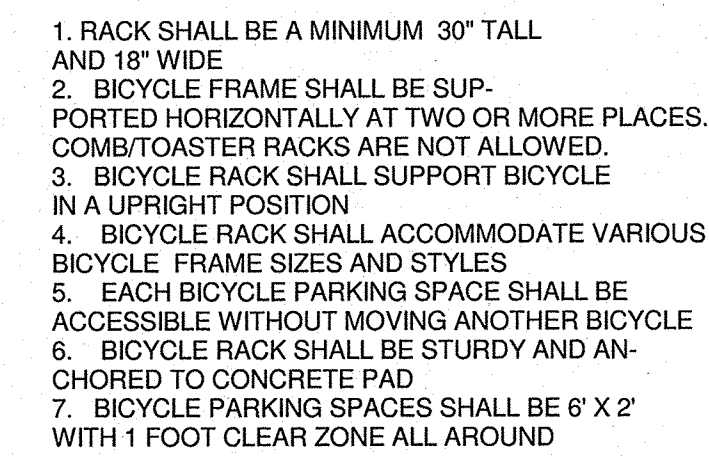 1. RACK SHALL BE A MINIMUM 30" TALL
AND 18" WIDE
2. BICYCLE FRAME SHALL BE SUP-
PORTED HORIZONTALLY AT TWO OR MORE PLACES.
COMB/TOASTER RACKS ARE NOT ALLOWED.
3. BICYCLE RACK SHALL SUPPORT BICYCLE
IN A UPRIGHT POSITION
4. BICYCLE RACK SHALL ACCOMMODATE VARIOUS
BICYCLE FRAME SIZES AND STYLES
5. EACH BICYCLE PARKING SPACE SHALL BE
ACCESSIBLE WITHOUT MOVING ANOTHER BICYCLE
6. BICYCLE RACK SHALL BE STURDY AND AN-
CHORED TO CONCRETE PAD
7. BICYCLE PARKING SPACES SHALL BE 6' X 2'
WITH 1 FOOT CLEAR ZONE ALL AROUND